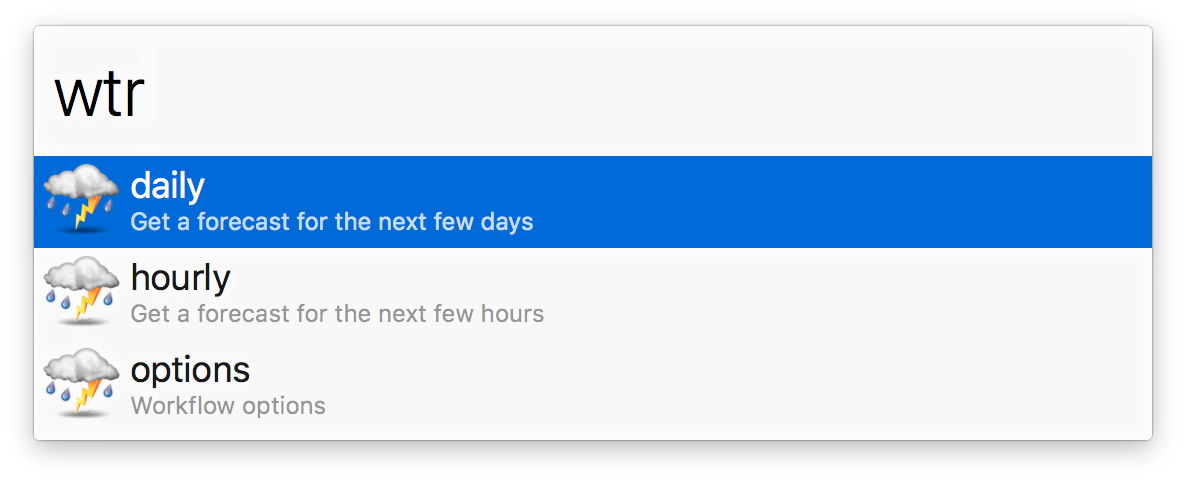 wtr
daily
Get a forecast for the next few days
hourly
Get a forecast for the next few hours
options
Workflow options